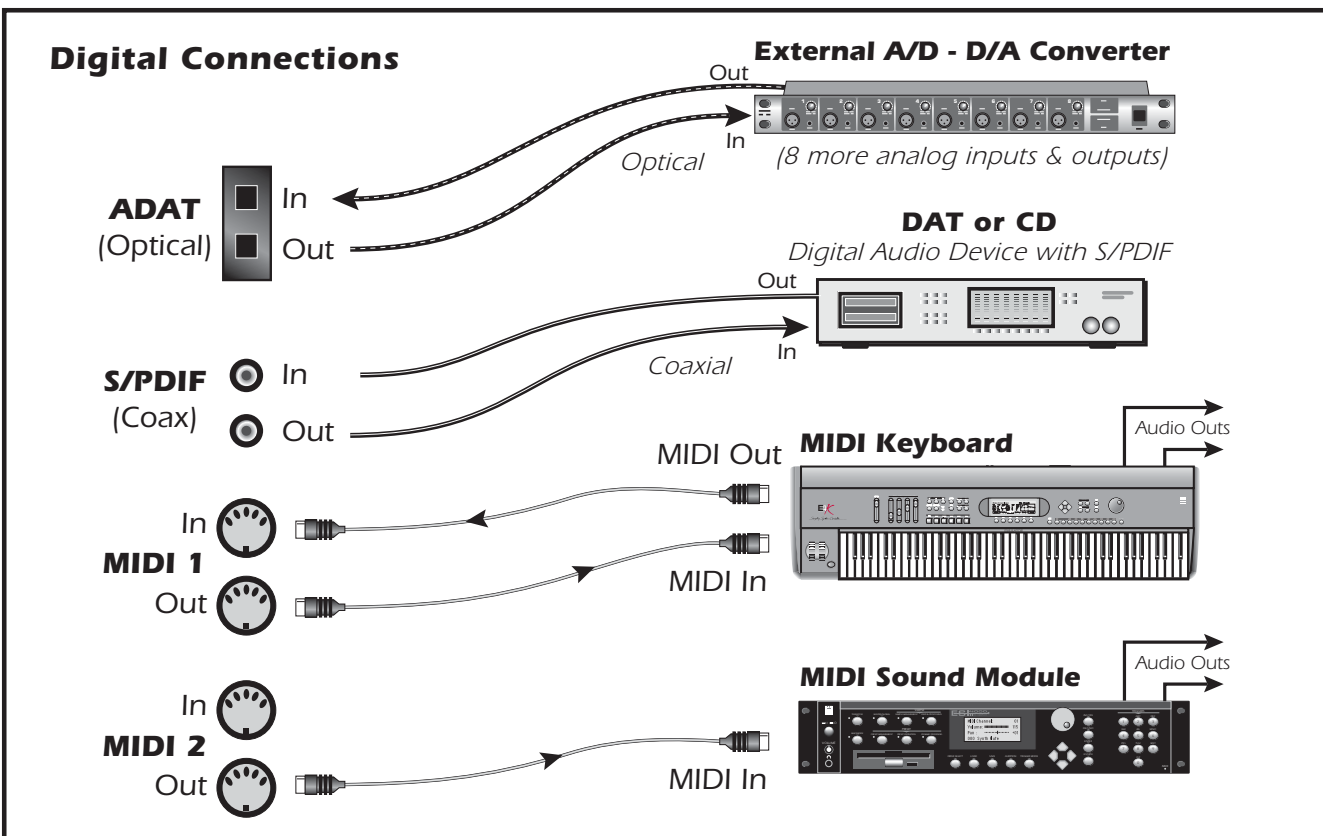 Digital Connections
External A/D - D/A Converter
Out
In
Optical
(8 more analog inputs & outputs)
ADAT
(Optical)
In
Out
DAT or CD
Digital Audio Device with S/PDIF
Out
In
Coaxial
S/PDIF
(Coax)
In
Out
MIDI Out
MIDI Keyboard
Audio Outs
In
MIDI 1
Out
MIDI In
MIDI Sound Module
Audio Outs
In
MIDI 2
Out
MIDI In